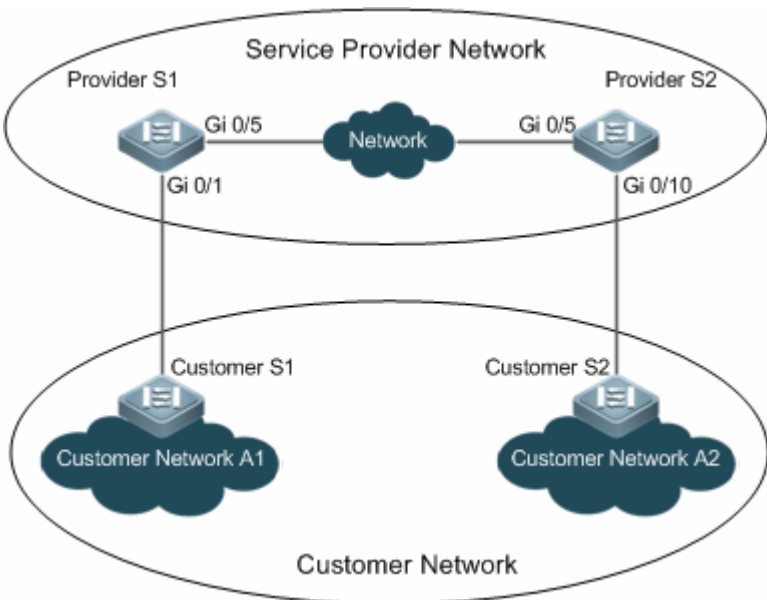 Service Provider Network
Provider S1
Provider S2
Gi 0/5
Network
Gi 0/5
Gi 0/1
Gi 0/10
Customer S1
Customer S2
Customer Network A1
Customer Network A2
Customer Network